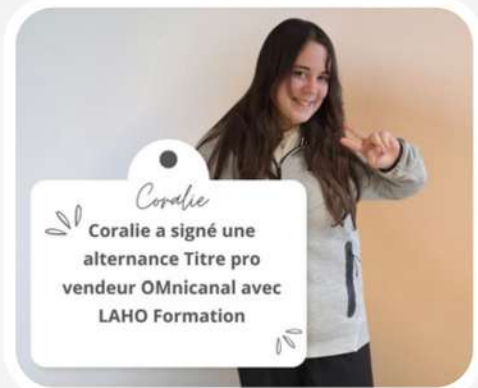 Coralie
Coralie a signé une
alternance Titre pro
vendeur OMnicanal avec
LAHO Formation